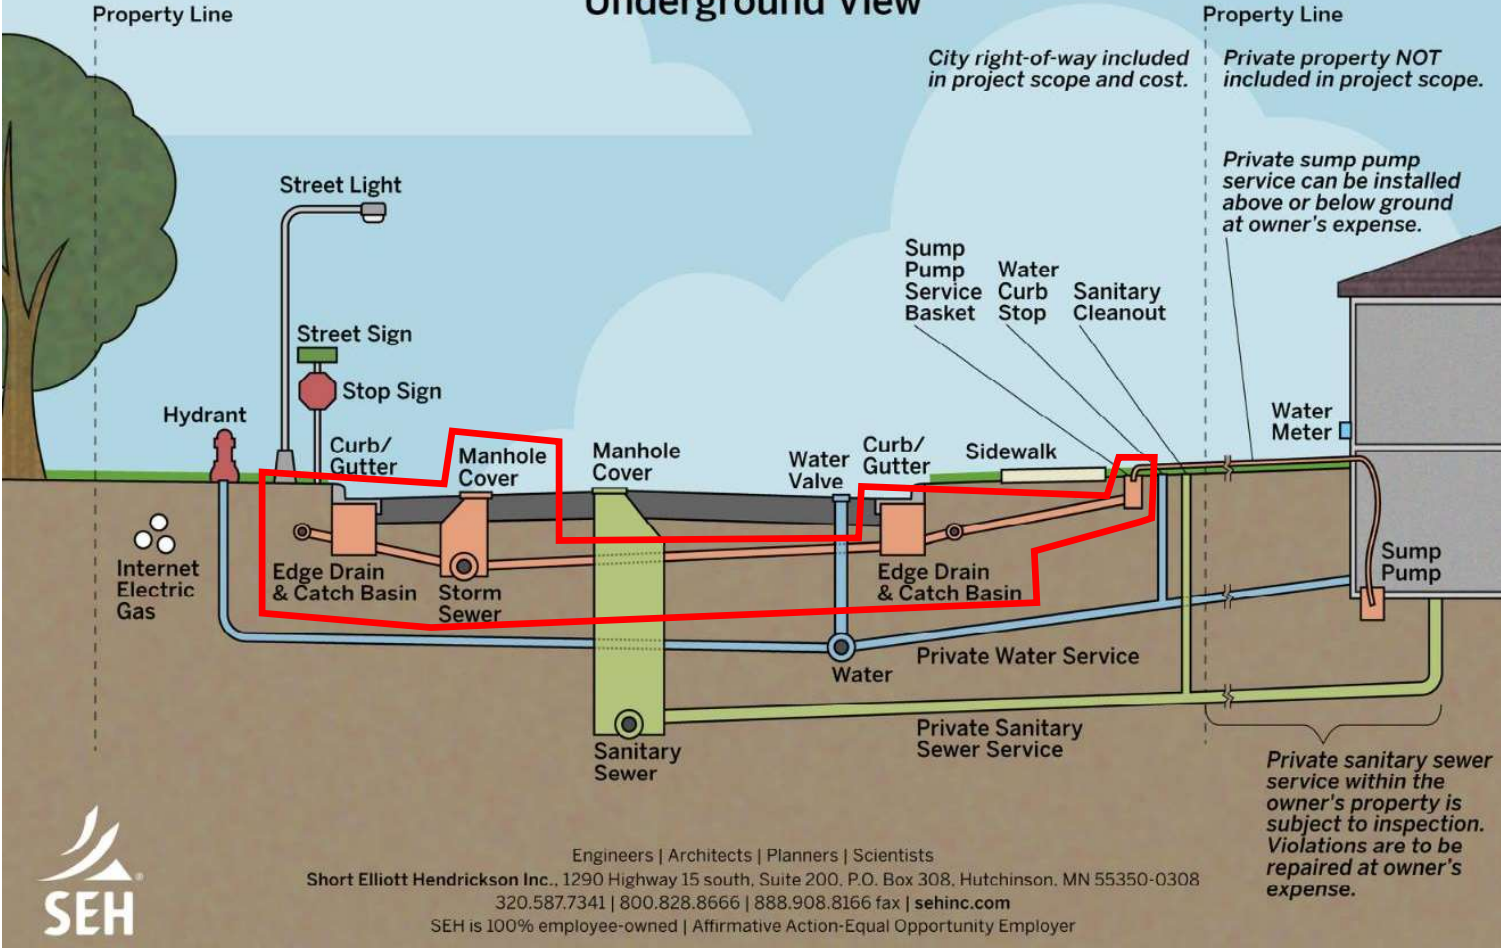 Underground View
Property Line
Property Line
City right-of-way included
in project scope and cost.
Private property NOT
included in project scope.
Private sump pump
service can be installed
above or below ground
at owner's expense.
Street Light
Sump
Pump
Service
Basket
Water
Curb
Stop
Sanitary
Cleanout
Street Sign
Stop Sign
Hydrant
Curb/
Gutter
Manhole
Cover
Manhole
Cover
Water
Valve
Curb/
Gutter
Sidewalk
Water
Meter
Internet
Electric
Gas
Edge Drain
& Catch Basin
Storm
Sewer
Edge Drain
& Catch Basin
Sump
Pump
Water
Private Water Service
Sanitary
Sewer
Private Sanitary
Sewer Service
Private sanitary sewer
service within the
owner's property is
subject to inspection.
Violations are to be
repaired at owner's
expense.
SEH®
Engineers | Architects | Planners | Scientists
Short Elliott Hendrickson Inc., 1290 Highway 15 south, Suite 200, P.O. Box 308, Hutchinson, MN 55350-0308
320.587.7341 | 800.828.8666 | 888.908.8166 fax | sehinc.com
SEH is 100% employee-owned | Affirmative Action-Equal Opportunity Employer